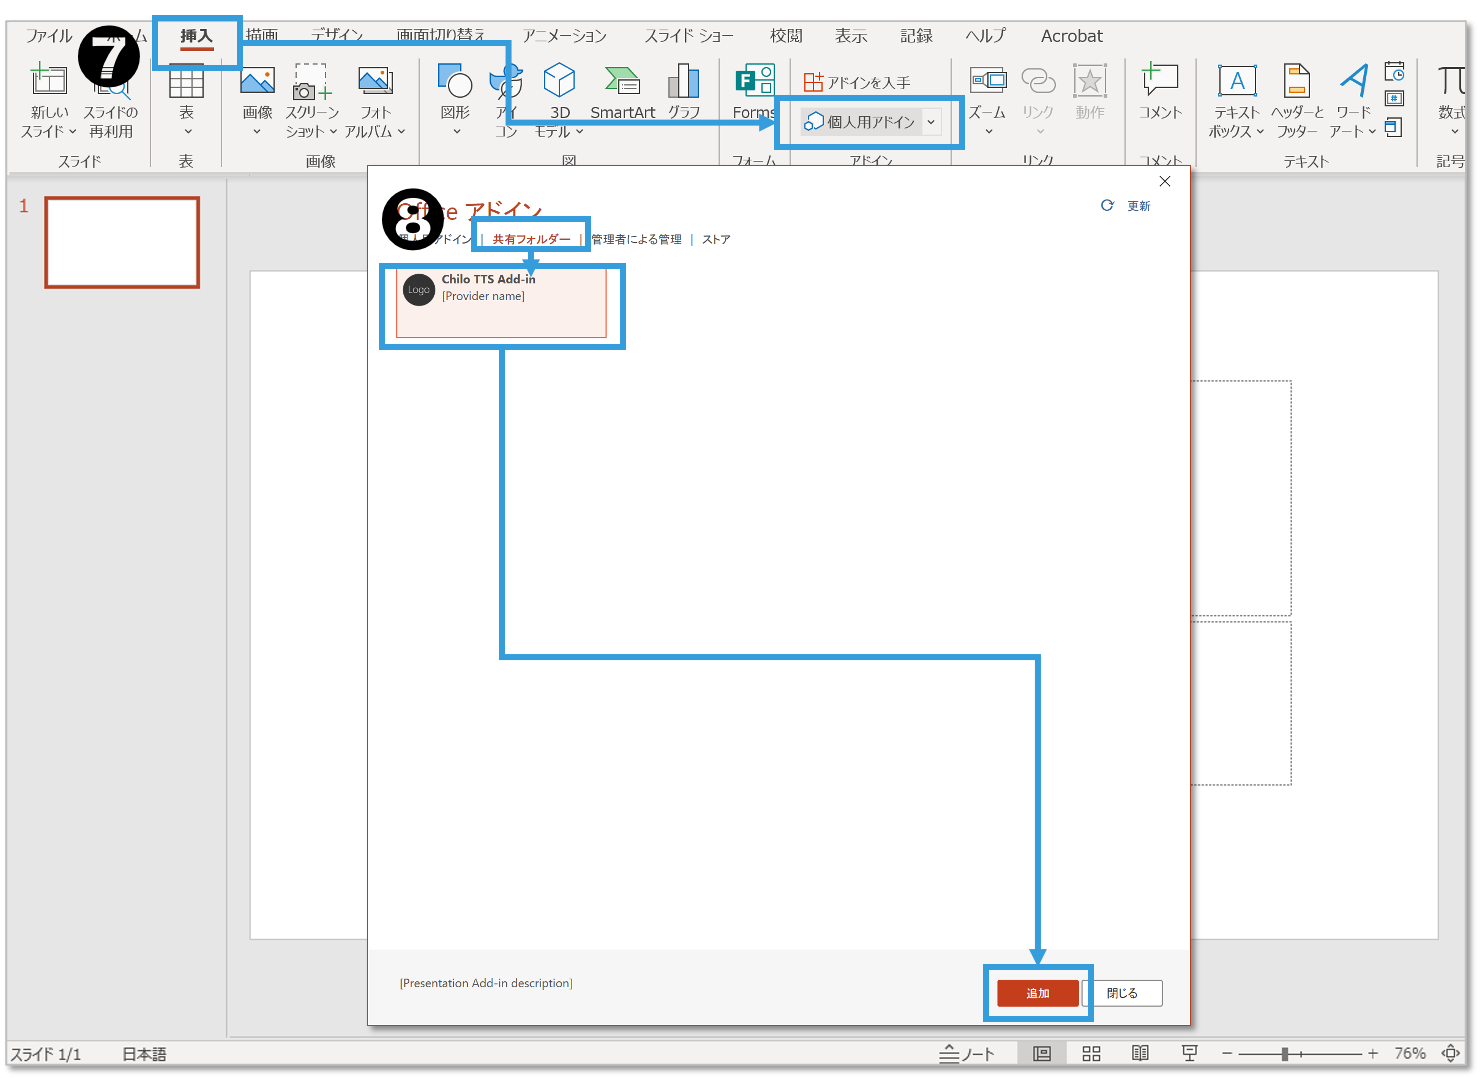 ファイル 挿入 描画 デザイン 画面切り替え アニメーション スライド ショー 校閲 表示 記録 ヘルプ Acrobat
7
新しい
スライド
スライドの
再利用
表
画像
スクリーン
ショット
フォト
アルバム
図形
アイ
コン
3D
モデル
SmartArt
グラフ
Forms
アドインを入手
個人用アドイン
ズーム
リンク
動作
コメント
テキスト
ボックス
ヘッダーと
フッター
ワード
アート
数式
スライド 表 画像 図 フォーム アドイン リンク コメント テキスト 記号
1
8
Office アドイン
更新
個人用アドイン | 共有フォルダー | 管理者による管理 | ストア
Logo
Chilo TTS Add-in
[Provider name]
[Presentation Add-in description]
追加
閉じる
スライド 1/1 日本語 ノート 76%